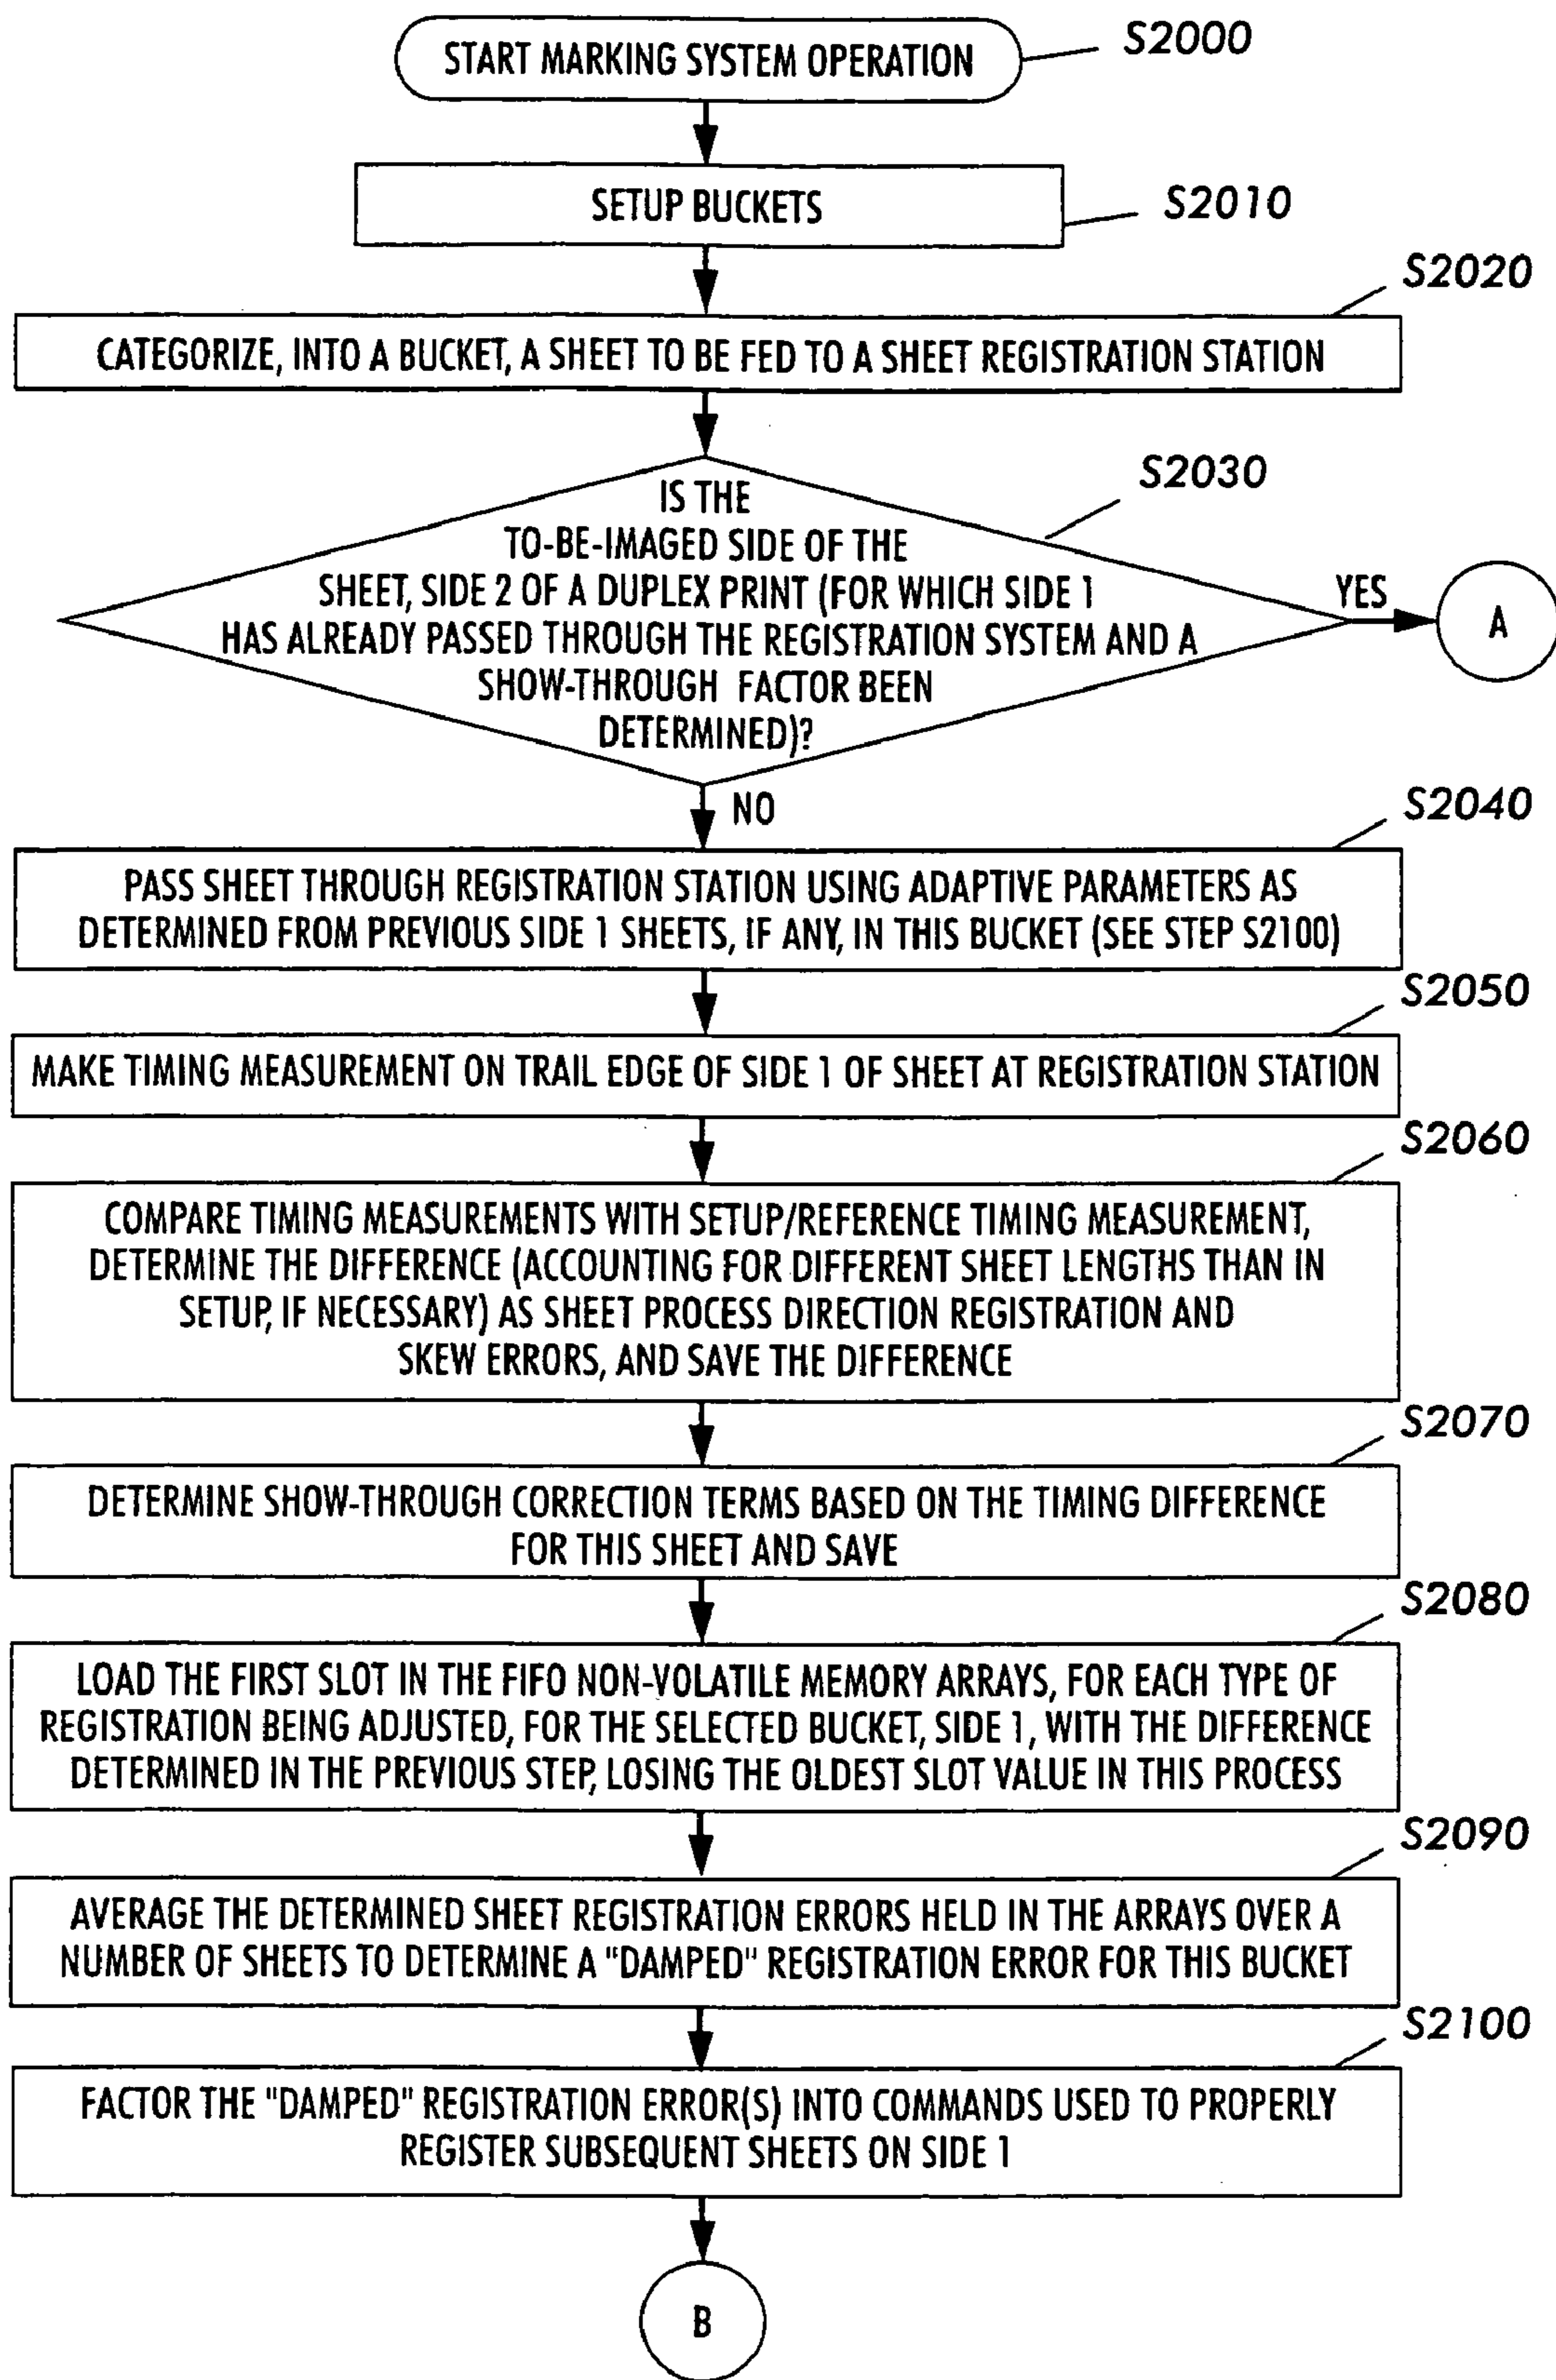 START MARKING SYSTEM OPERATION
S2000
SETUP BUCKETS
S2010
S2020
CATEGORIZE, INTO A BUCKET, A SHEET TO BE FED TO A SHEET REGISTRATION STATION
S2030
IS THE
TO-BE-IMAGED SIDE OF THE
SHEET, SIDE 2 OF A DUPLEX PRINT (FOR WHICH SIDE 1
HAS ALREADY PASSED THROUGH THE REGISTRATION SYSTEM AND A
SHOW-THROUGH FACTOR BEEN
DETERMINED)?
YES
A
NO
S2040
PASS SHEET THROUGH REGISTRATION STATION USING ADAPTIVE PARAMETERS AS
DETERMINED FROM PREVIOUS SIDE 1 SHEETS, IF ANY, IN THIS BUCKET (SEE STEP S2100)
S2050
MAKE TIMING MEASUREMENT ON TRAIL EDGE OF SIDE 1 OF SHEET AT REGISTRATION STATION
S2060
COMPARE TIMING MEASUREMENTS WITH SETUP/REFERENCE TIMING MEASUREMENT,
DETERMINE THE DIFFERENCE (ACCOUNTING FOR DIFFERENT SHEET LENGTHS THAN IN
SETUP, IF NECESSARY) AS SHEET PROCESS DIRECTION REGISTRATION AND
SKEW ERRORS, AND SAVE THE DIFFERENCE
S2070
DETERMINE SHOW-THROUGH CORRECTION TERMS BASED ON THE TIMING DIFFERENCE
FOR THIS SHEET AND SAVE
S2080
LOAD THE FIRST SLOT IN THE FIFO NON-VOLATILE MEMORY ARRAYS, FOR EACH TYPE OF
REGISTRATION BEING ADJUSTED, FOR THE SELECTED BUCKET, SIDE 1, WITH THE DIFFERENCE
DETERMINED IN THE PREVIOUS STEP, LOSING THE OLDEST SLOT VALUE IN THIS PROCESS
S2090
AVERAGE THE DETERMINED SHEET REGISTRATION ERRORS HELD IN THE ARRAYS OVER A
NUMBER OF SHEETS TO DETERMINE A "DAMPED" REGISTRATION ERROR FOR THIS BUCKET
S2100
FACTOR THE "DAMPED" REGISTRATION ERROR(S) INTO COMMANDS USED TO PROPERLY
REGISTER SUBSEQUENT SHEETS ON SIDE 1
B